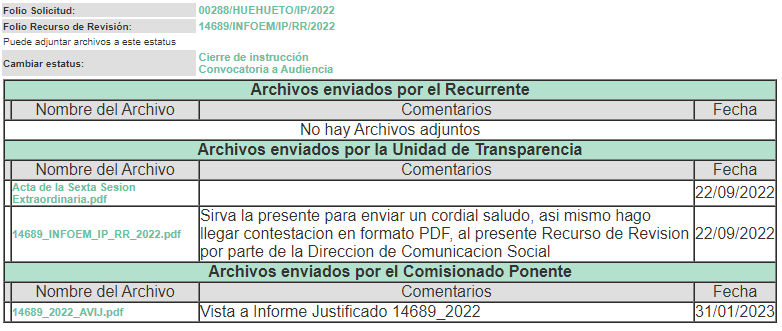 Folio Solicitud: 00288/HUEHUETO/IP/2022
Folio Recurso de Revisión: 14689/INFOEM/IP/RR/2022
Puede adjuntar archivos a este estatus
Cambiar estatus: Cierre de instrucción
Convocatoria a Audiencia
Archivos enviados por el Recurrente
Nombre del Archivo Comentarios Fecha
No hay Archivos adjuntos
Archivos enviados por la Unidad de Transparencia
Nombre del Archivo Comentarios Fecha
Acta de la Sexta Sesion
Extraordinaria.pdf 22/09/2022
Sirva la presente para enviar un cordial saludo, asi mismo hago
14689_INFOEM_IP_RR_2022.pdf llegar contestacion en formato PDF, al presente Recurso de Revision 22/09/2022
por parte de la Direccion de Comunicacion Social
Archivos enviados por el Comisionado Ponente
Nombre del Archivo Comentarios Fecha
14689_2022_AVIJ.pdf Vista a Informe Justificado 14689_2022 31/01/2023